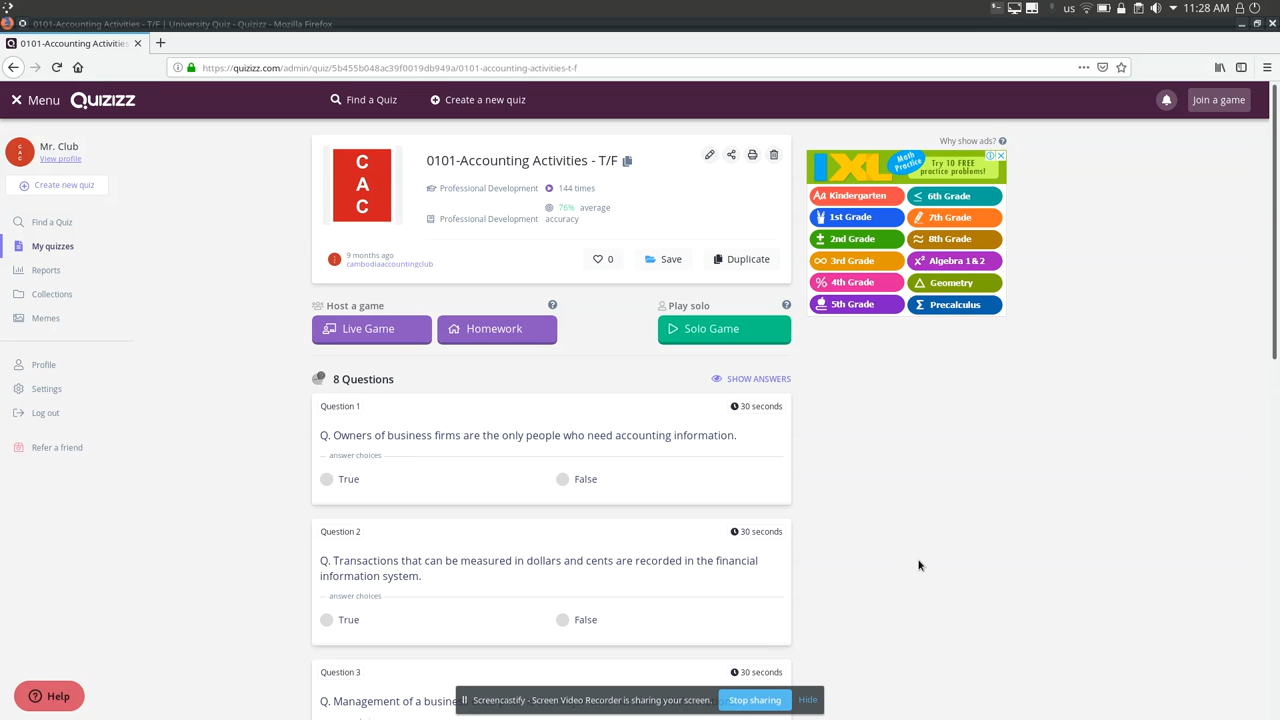 us 11:28 AM
0101-Accounting Activities - T/F | University Quiz - Quizizz - Mozilla Firefox
0101-Accounting Activities
https://quizizz.com/admin/quiz/5b455b048ac39f0019db949a/0101-accounting-activities-t-f
Menu Quizizz Find a Quiz Create a new quiz Join a game
Mr. Club
View profile
Create new quiz
Find a Quiz
My quizzes
Reports
Collections
Memes
Profile
Settings
Log out
Refer a friend
Help
C
A
C
0101-Accounting Activities - T/F
Professional Development 144 times
Professional Development 76% average
accuracy
9 months ago
cambodiaaccountingclub
0 Save Duplicate
Host a game Play solo
Live Game Homework Solo Game
8 Questions SHOW ANSWERS
Question 1 30 seconds
Q. Owners of business firms are the only people who need accounting information.
answer choices
True False
Question 2 30 seconds
Q. Transactions that can be measured in dollars and cents are recorded in the financial
information system.
answer choices
True False
Question 3 30 seconds
Q. Management of a busine
Screencastify - Screen Video Recorder is sharing your screen. Stop sharing Hide
Why show ads?
IXL Math Practice Try 10 FREE
practice problems!
Aa Kindergarten ≤ 6th Grade
1st Grade 7th Grade
2nd Grade ≈ 8th Grade
∞ 3rd Grade x² Algebra 1 & 2
% 4th Grade △ Geometry
5th Grade Σ Precalculus